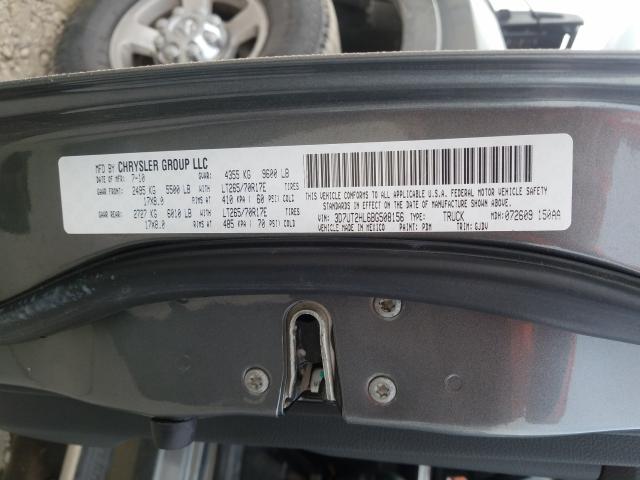 MFD BY CHRYSLER GROUP LLC
DATE OF MFR: 7-10 GVWR: 4355 KG 9600 LB
GAWR FRONT: 2495 KG 5500 LB WITH LT265/70R17E TIRES
17X8.0 RIMS AT 410 KPA / 60 PSI COLD
GAWR REAR: 2727 KG 6010 LB WITH LT265/70R17E TIRES
17X8.0 RIMS AT 485 KPA / 70 PSI COLD
THIS VEHICLE CONFORMS TO ALL APPLICABLE U.S.A. FEDERAL MOTOR VEHICLE SAFETY
STANDARDS IN EFFECT ON THE DATE OF MANUFACTURE SHOWN ABOVE
VIN: 3D7UT2HL6BG508156 TYPE: TRUCK MDH: 072609 150AA
VEHICLE MADE IN MEXICO PAINT: PDM TRIM: GJDV